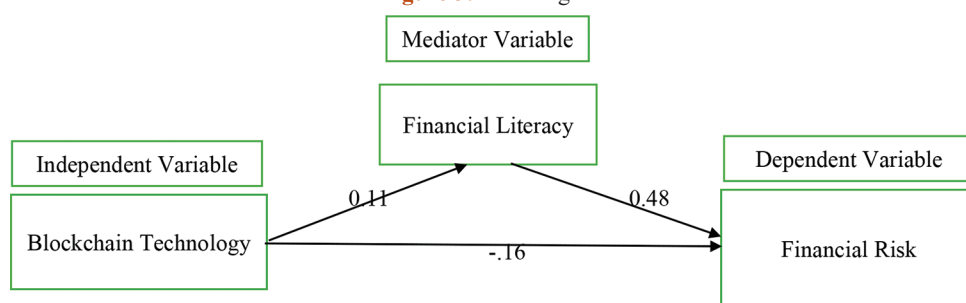 Mediator Variable
Financial Literacy
Independent Variable
Dependent Variable
0.11
0.48
Blockchain Technology
-.16
Financial Risk